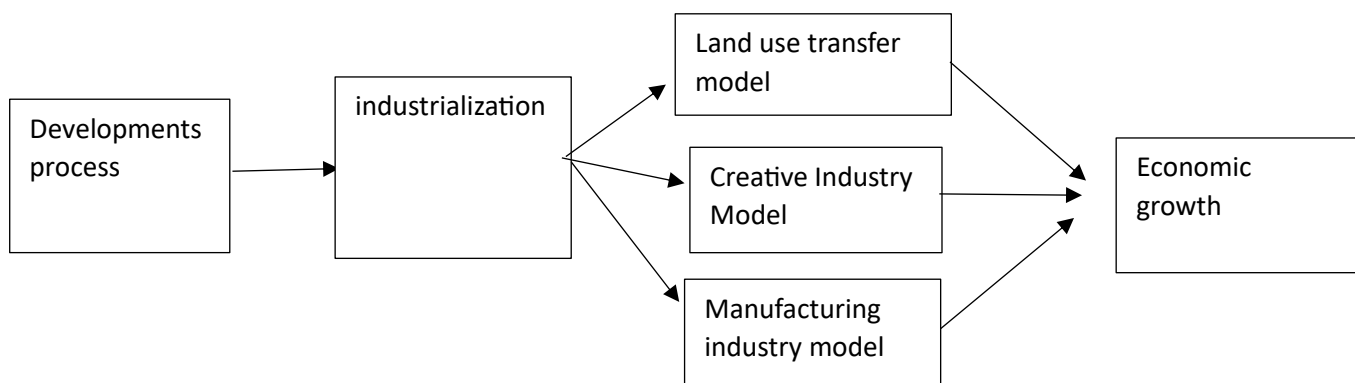 Developments
process
industrialization
Land use transfer
model
Creative Industry
Model
Manufacturing
industry model
Economic
growth